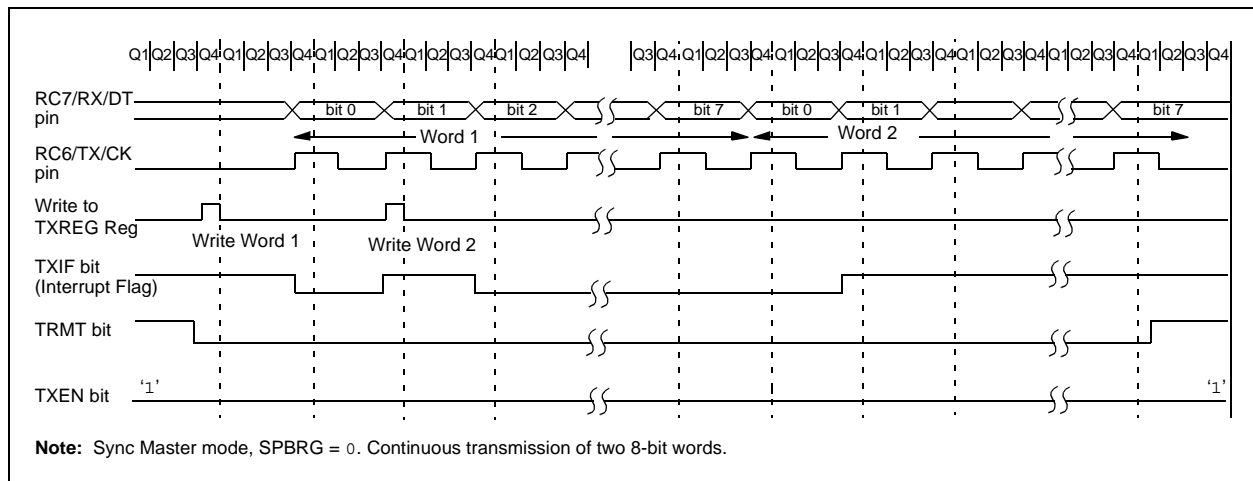 Q1 Q2 Q3 Q4 Q1 Q2 Q3 Q4 Q1 Q2 Q3 Q4 Q1 Q2 Q3 Q4 Q1 Q2 Q3 Q4 Q3 Q4 Q1 Q2 Q3 Q4 Q1 Q2 Q3 Q4 Q1 Q2 Q3 Q4 Q1 Q2 Q3 Q4 Q1 Q2 Q3 Q4 Q1 Q2 Q3 Q4
RC7/RX/DT
pin
bit 0 bit 1 bit 2 bit 7 bit 0 bit 1 bit 7
Word 1 Word 2
RC6/TX/CK
pin
Write to
TXREG Reg
Write Word 1 Write Word 2
TXIF bit
(Interrupt Flag)
TRMT bit
TXEN bit ‘1’ ‘1’
Note: Sync Master mode, SPBRG = 0. Continuous transmission of two 8-bit words.